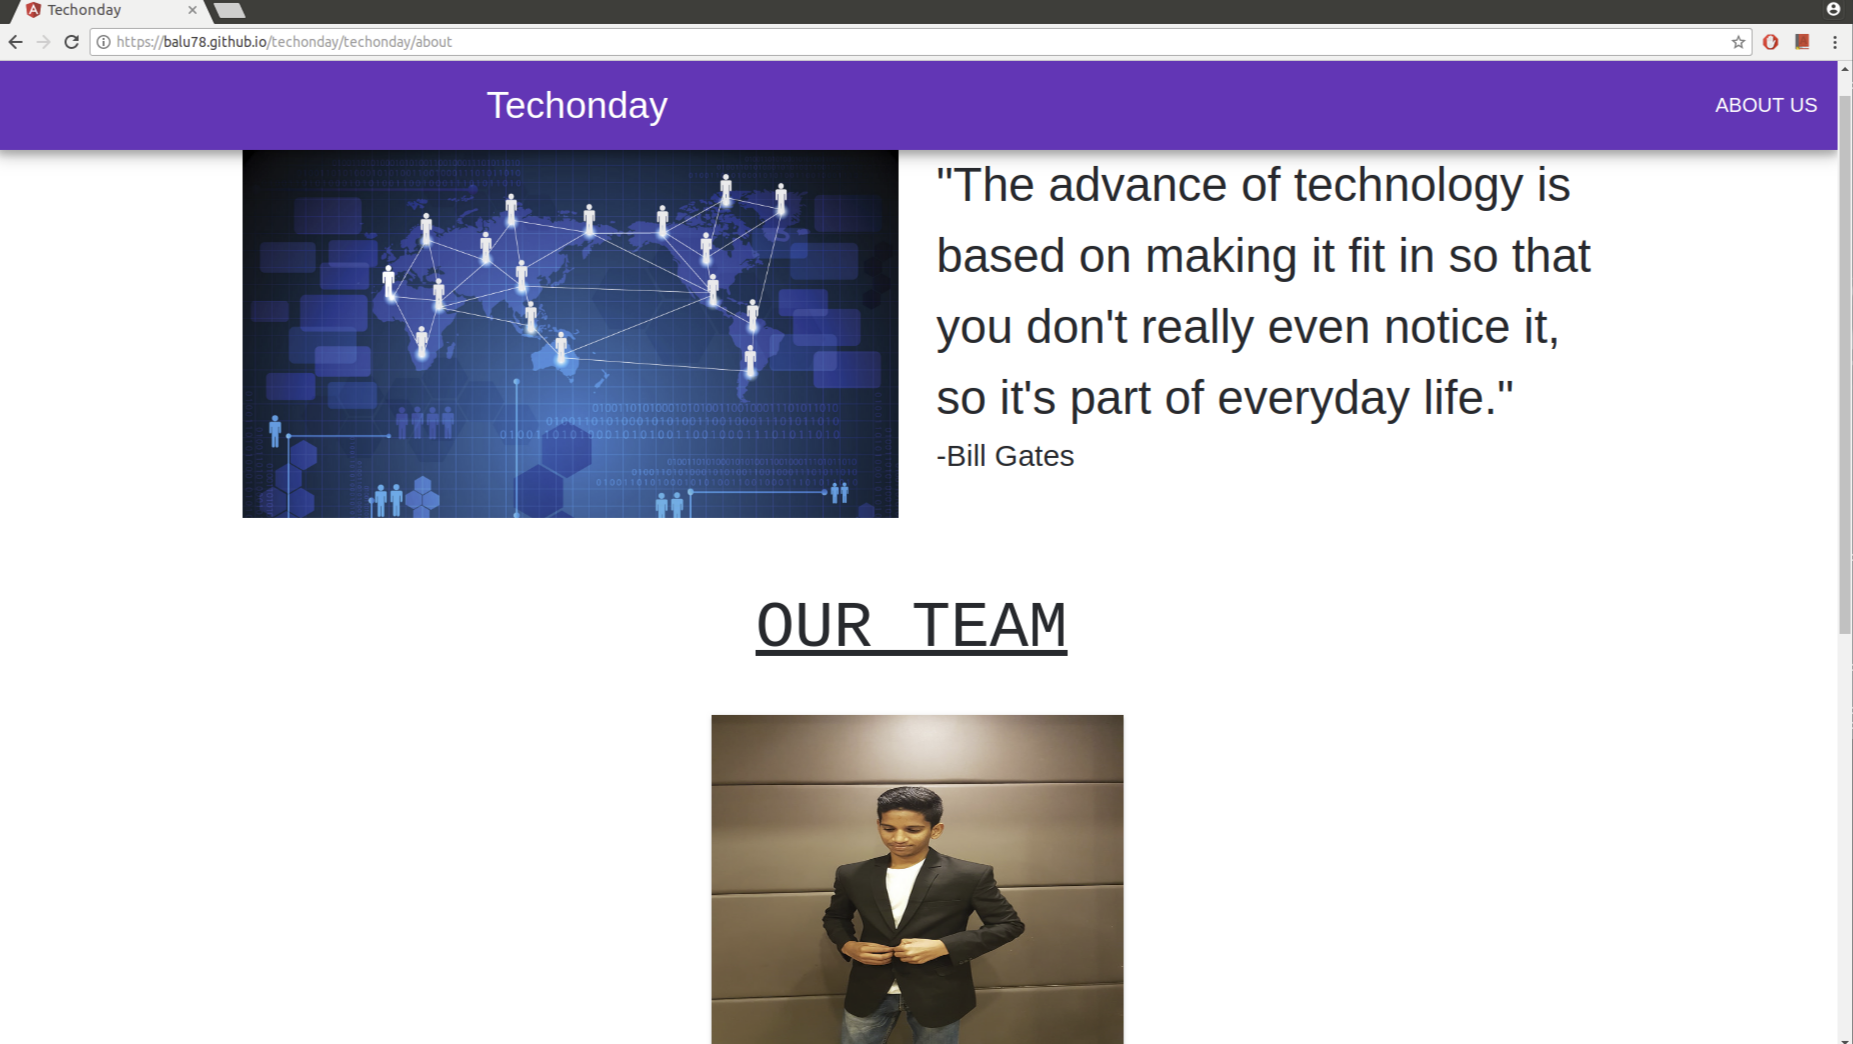 Techonday
https://balu78.github.io/techonday/techonday/about
Techonday
ABOUT US
"The advance of technology is
based on making it fit in so that
you don't really even notice it,
so it's part of everyday life."
-Bill Gates
OUR TEAM